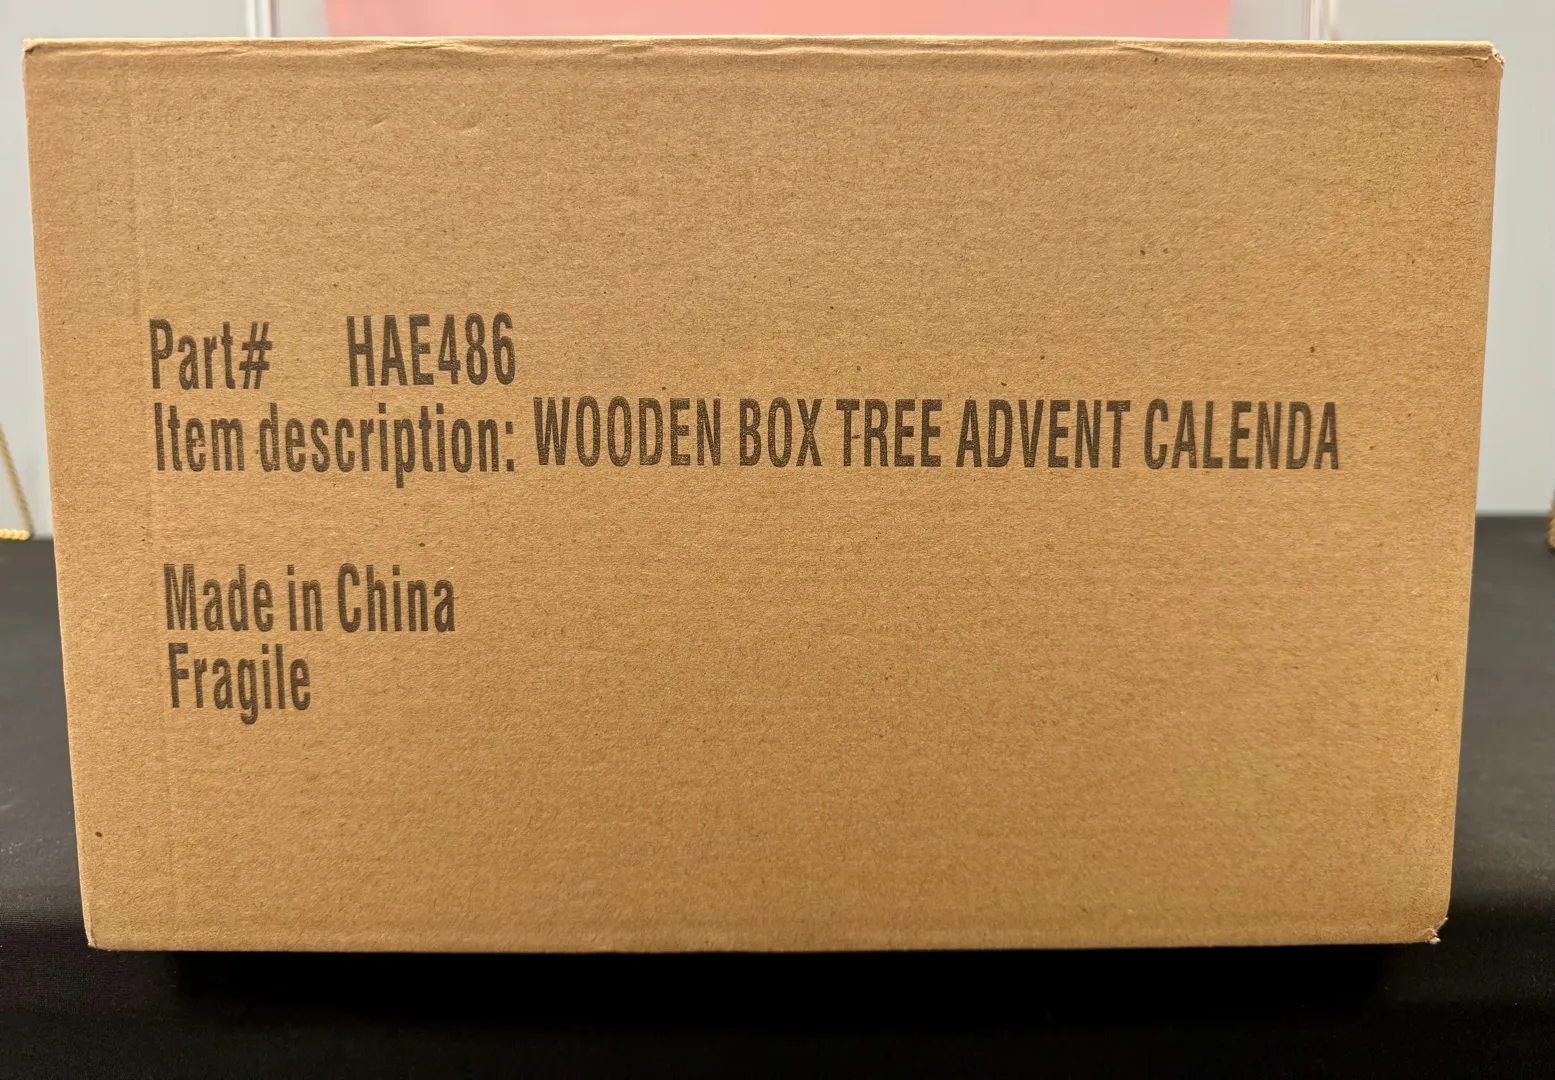 Part# HAE486
Item description: WOODEN BOX TREE ADVENT CALENDA
Made in China
Fragile